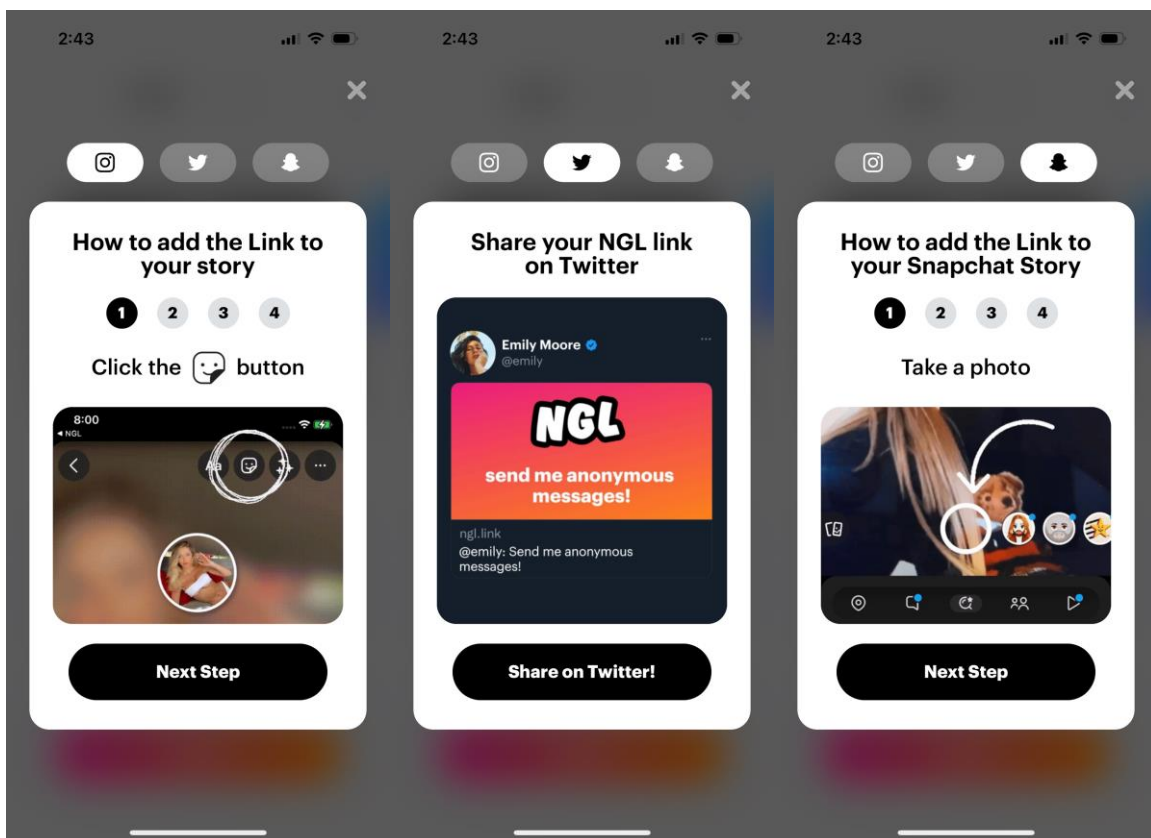 2:43
How to add the Link to
your story
1 2 3 4
Click the button
8:00
NGL
Aa
Next Step
2:43
Share your NGL link
on Twitter
Emily Moore
@emily
NGL
send me anonymous
messages!
ngl.link
@emily: Send me anonymous
messages!
Share on Twitter!
2:43
How to add the Link to
your Snapchat Story
1 2 3 4
Take a photo
Next Step